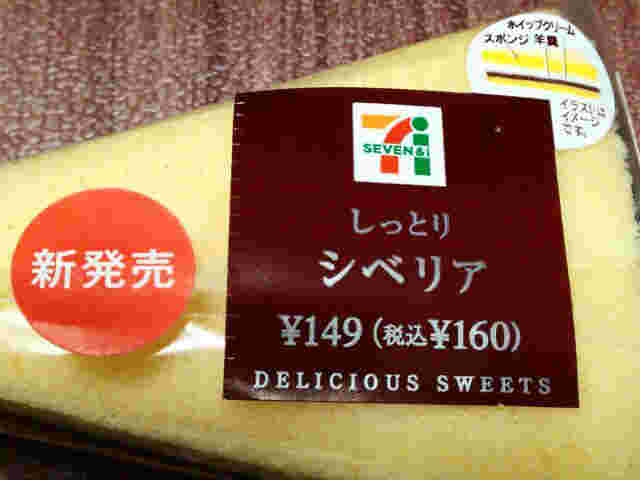 ホイップクリーム
スポンジ 羊羹
イラストは
イメージ
です。
SEVEN&i
新発売
しっとり
シベリア
¥149(税込¥160)
DELICIOUS SWEETS